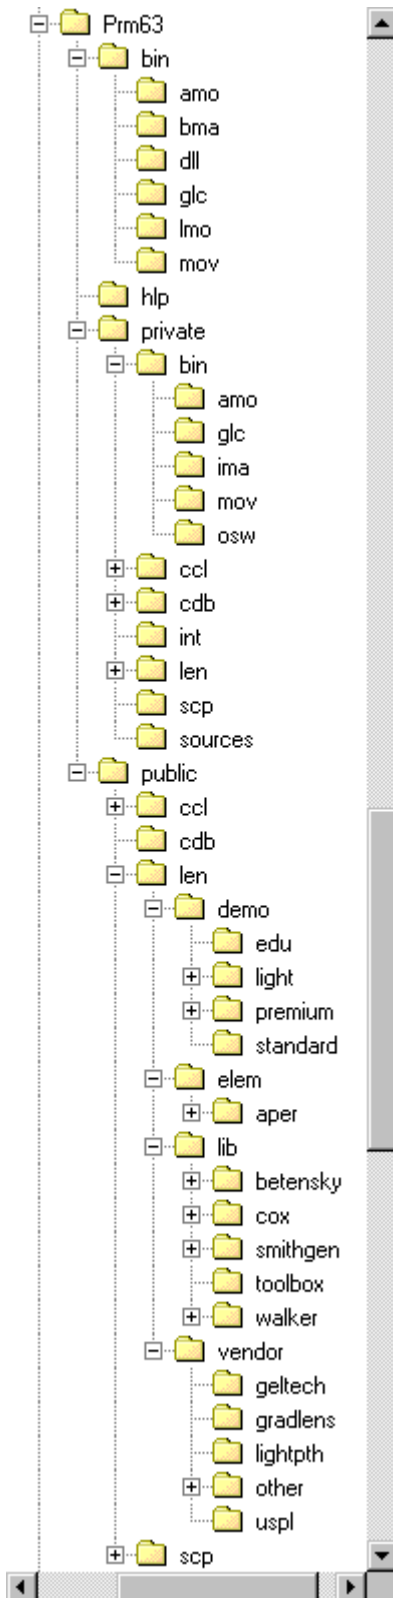 Prm63
bin
amo
bma
dll
glc
lmo
mov
hlp
private
bin
amo
glc
ima
mov
osw
ccl
cdb
int
len
scp
sources
public
ccl
cdb
len
demo
edu
light
premium
standard
elem
aper
lib
betensky
cox
smithgen
toolbox
walker
vendor
geltech
gradlens
lightpth
other
uspl
scp